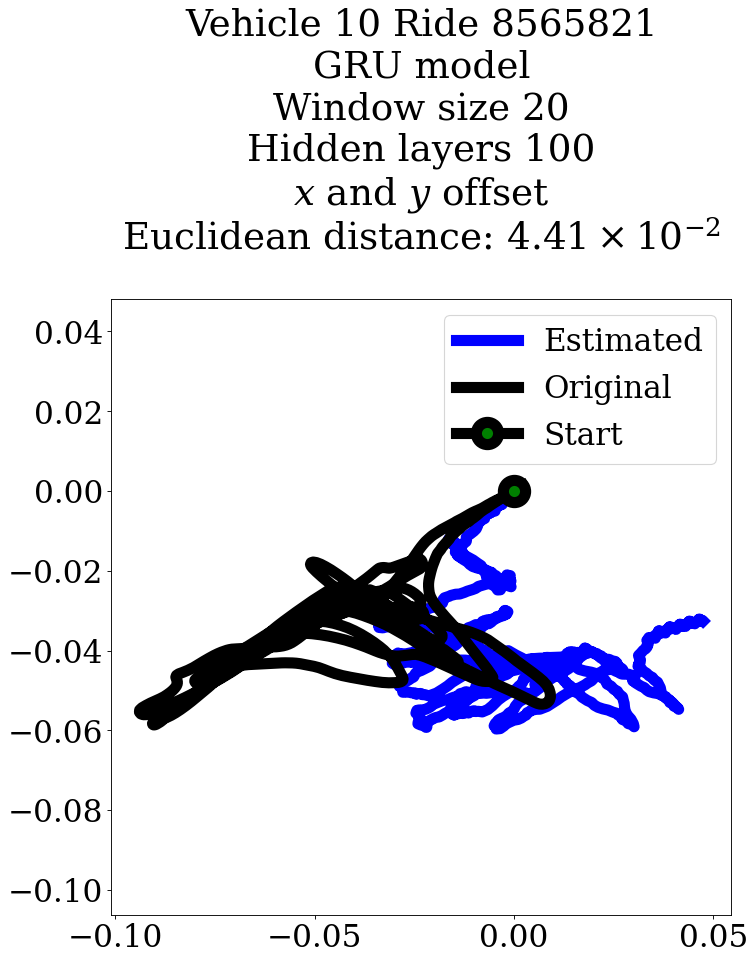 Vehicle 10 Ride 8565821
GRU model
Window size 20
Hidden layers 100
x and y offset
Euclidean distance: 4.41 × 10⁻²
Estimated
Original
Start
0.04
0.02
0.00
−0.02
−0.04
−0.06
−0.08
−0.10
−0.10 −0.05 0.00 0.05